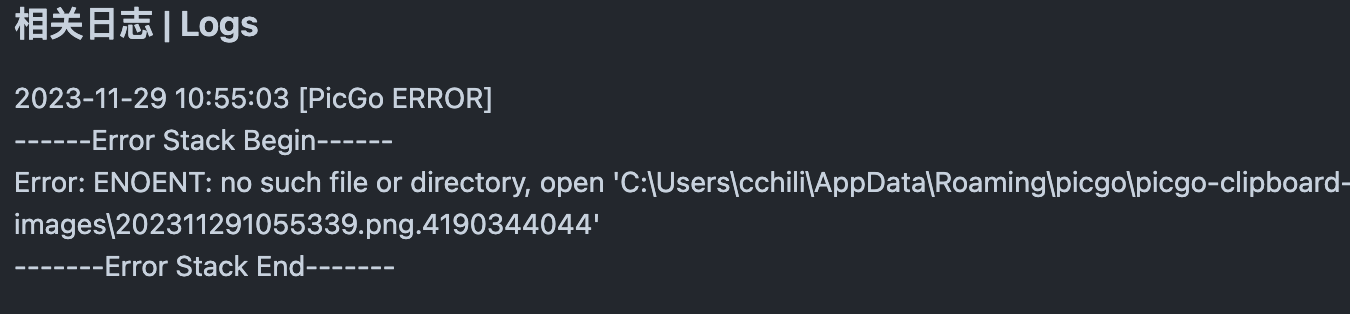 相关日志 | Logs
2023-11-29 10:55:03 [PicGo ERROR]
------Error Stack Begin------
Error: ENOENT: no such file or directory, open 'C:\Users\cchili\AppData\Roaming\picgo\picgo-clipboard-
images\202311291055339.png.4190344044'
-------Error Stack End-------